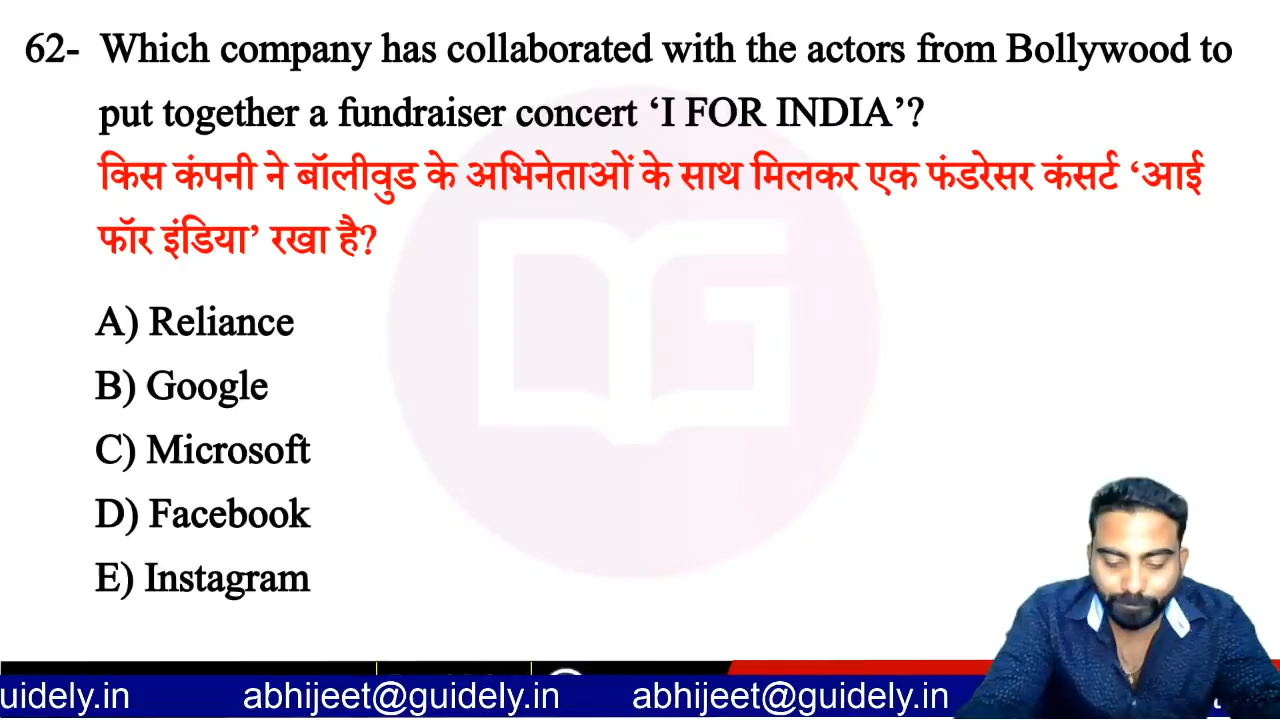 62- Which company has collaborated with the actors from Bollywood to
put together a fundraiser concert ‘I FOR INDIA’?
किस कंपनी ने बॉलीवुड के अभिनेताओं के साथ मिलकर एक फंडरेसर कंसर्ट ‘आई
फॉर इंडिया’ रखा है?
A) Reliance
B) Google
C) Microsoft
D) Facebook
E) Instagram
uidely.in abhijeet@guidely.in abhijeet@guidely.in